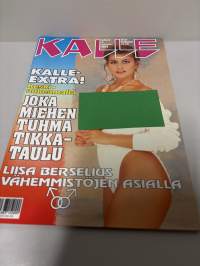 KALLE
KALLE-
EXTRA!
JOKA
MIEHEN
TUHMA
TIKKA-
TAULU
LIISA BERSELIUS
VÄHEMMISTÖJEN ASIALLA